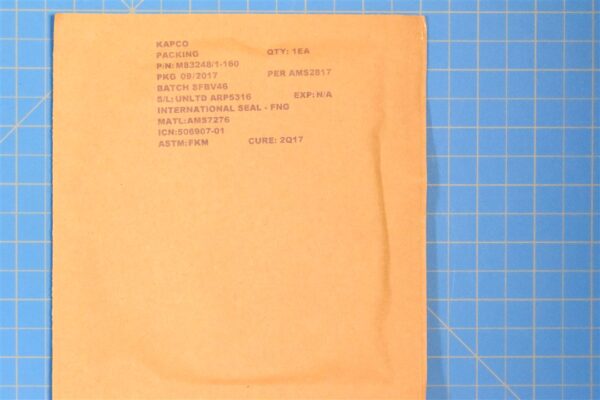 KAPCO
PACKING QTY: 1EA
P/N: M83248/1-160
PKG 09/2017 PER AMS2817
BATCH SFBV46
S/L: UNLTD ARP5316 EXP: N/A
INTERNATIONAL SEAL - FNG
MATL: AMS7276
ICN: 506907-01
ASTM: FKM CURE: 2Q17